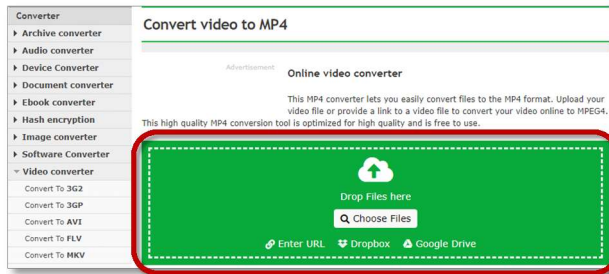 Converter
Archive converter
Audio converter
Device Converter
Document converter
Ebook converter
Hash encryption
Image converter
Software Converter
Video converter
Convert To 3G2
Convert To 3GP
Convert To AVI
Convert To FLV
Convert To MKV
Convert video to MP4
Advertisement
Online video converter
This MP4 converter lets you easily convert files to the MP4 format. Upload your
video file or provide a link to a video file to convert your video online to MPEG4.
This high quality MP4 conversion tool is optimized for high quality and is free to use.
Drop Files here
Choose Files
Enter URL Dropbox Google Drive